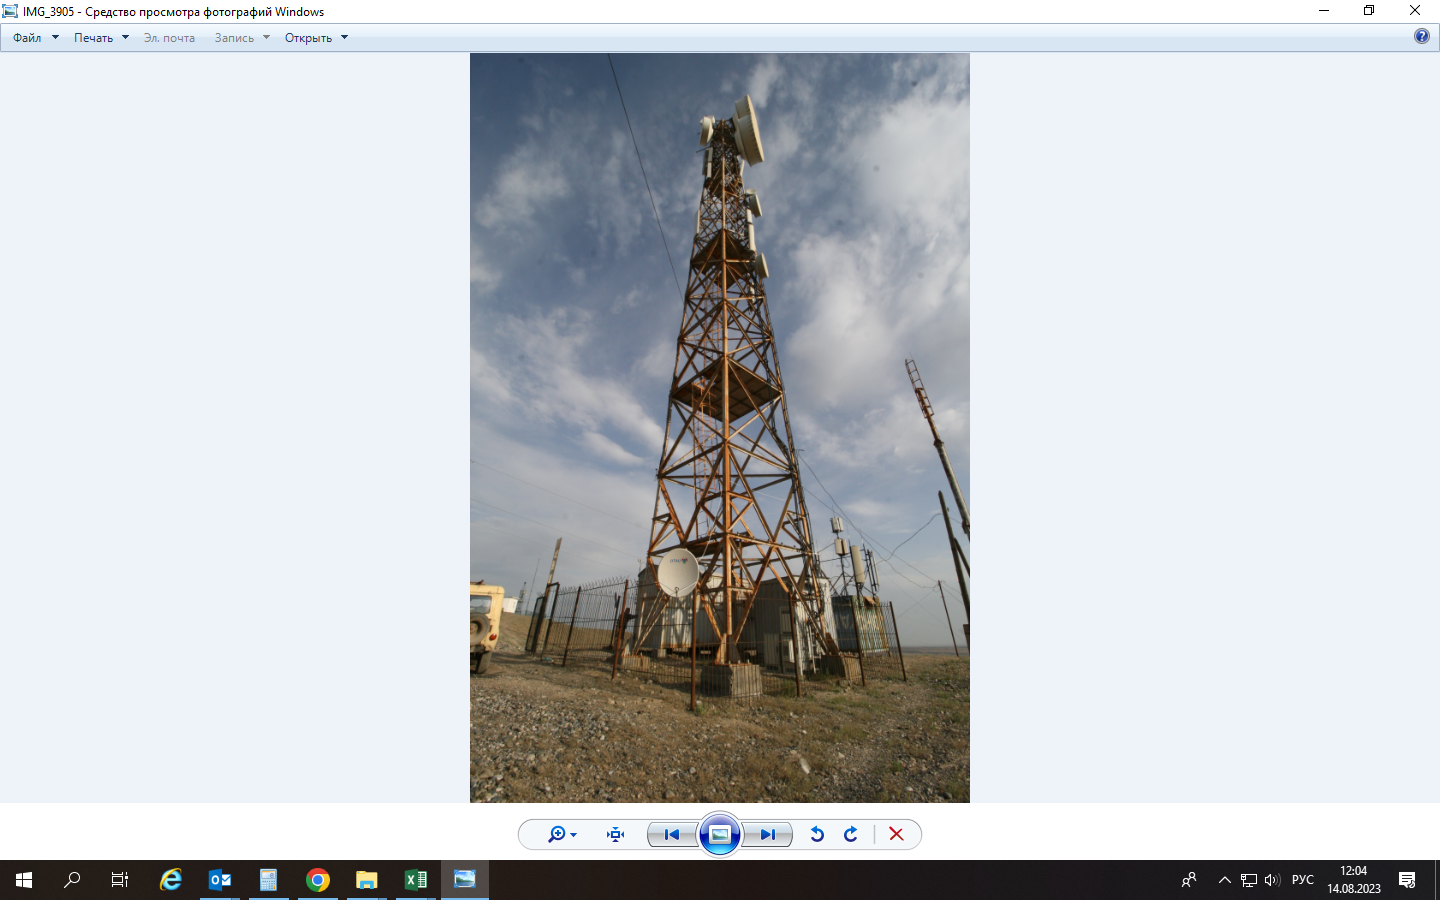 IMG_3905 - Средство просмотра фотографий Windows
Файл Печать Эл. почта Запись Открыть
РУС
12:04
14.08.2023